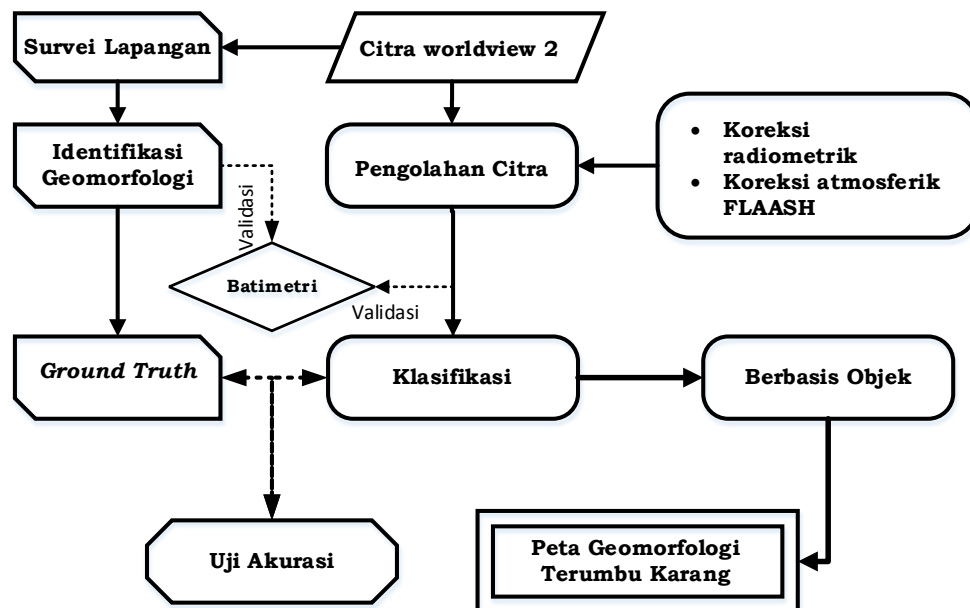 Survei Lapangan
Citra worldview 2
Identifikasi
Geomorfologi
Pengolahan Citra
• Koreksi
radiometrik
• Koreksi atmosferik
FLAASH
Validasi
Batimetri
Validasi
Ground Truth
Klasifikasi
Berbasis Objek
Uji Akurasi
Peta Geomorfologi
Terumbu Karang